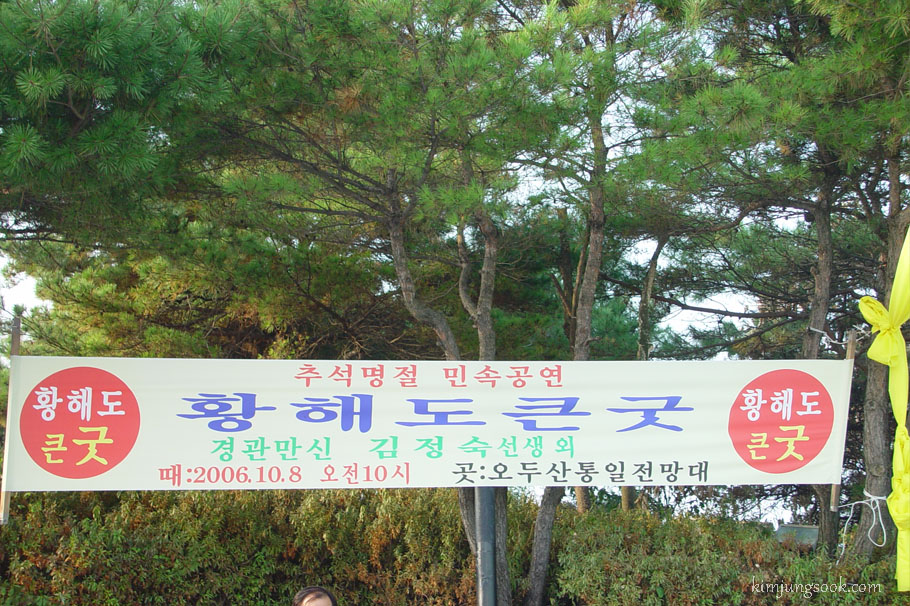 황해도
큰굿
추석명절 민속공연
황해도큰굿
경관만신 김정숙선생외
때:2006.10.8 오전10시 곳:오두산통일전망대
황해도
큰굿
kimjungsook.com